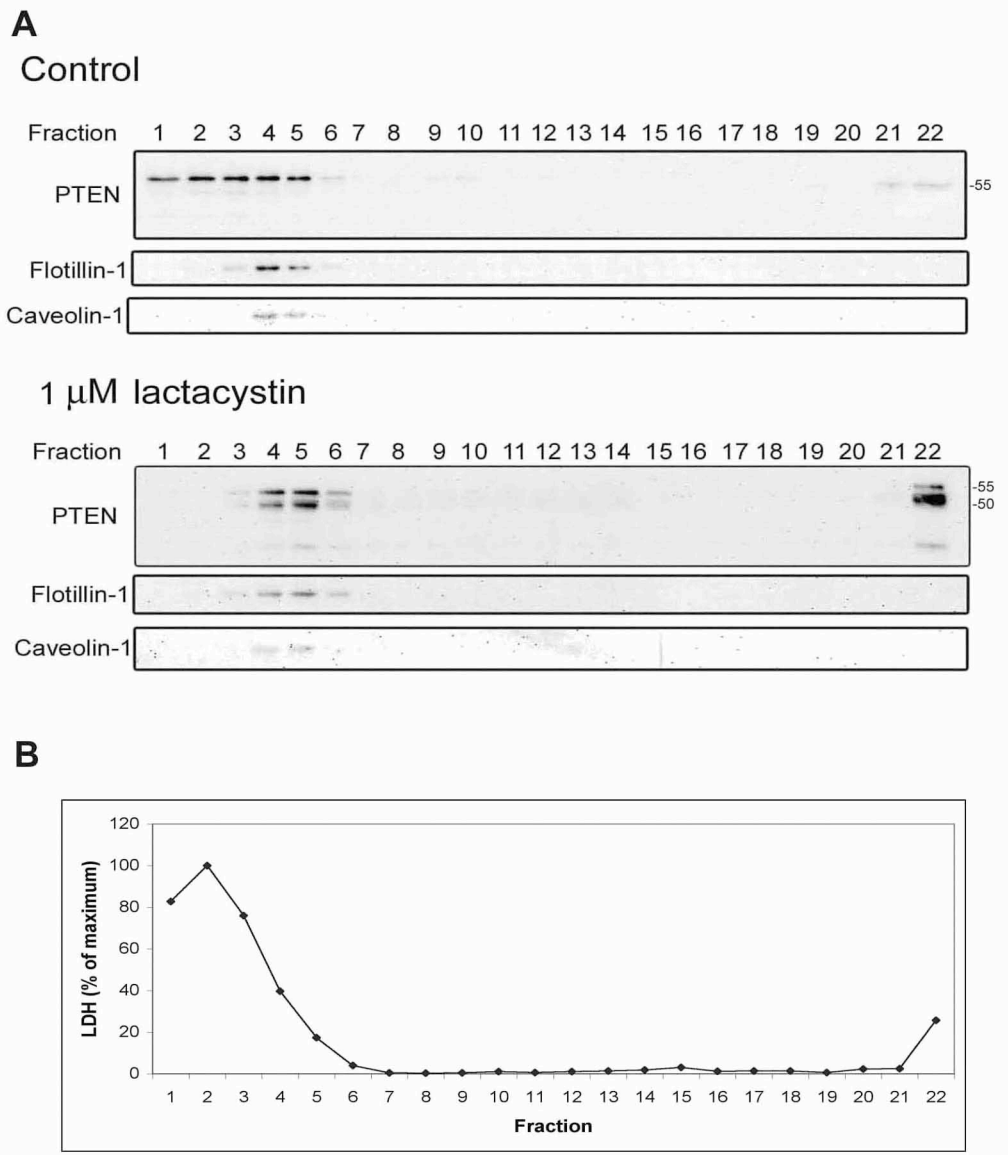 A
Control
Fraction 1 2 3 4 5 6 7 8 9 10 11 12 13 14 15 16 17 18 19 20 21 22
PTEN -55
Flotillin-1
Caveolin-1
1 μM lactacystin
Fraction 1 2 3 4 5 6 7 8 9 10 11 12 13 14 15 16 17 18 19 20 21 22
-55
PTEN -50
Flotillin-1
Caveolin-1
B
LDH (% of maximum)
120
100
80
60
40
20
0
1 2 3 4 5 6 7 8 9 10 11 12 13 14 15 16 17 18 19 20 21 22
Fraction